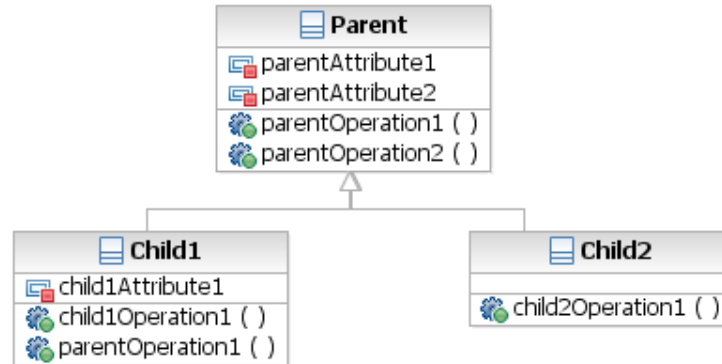 Parent
parentAttribute1
parentAttribute2
parentOperation1 ( )
parentOperation2 ( )
Child1
child1Attribute1
child1Operation1 ( )
parentOperation1 ( )
Child2
child2Operation1 ( )